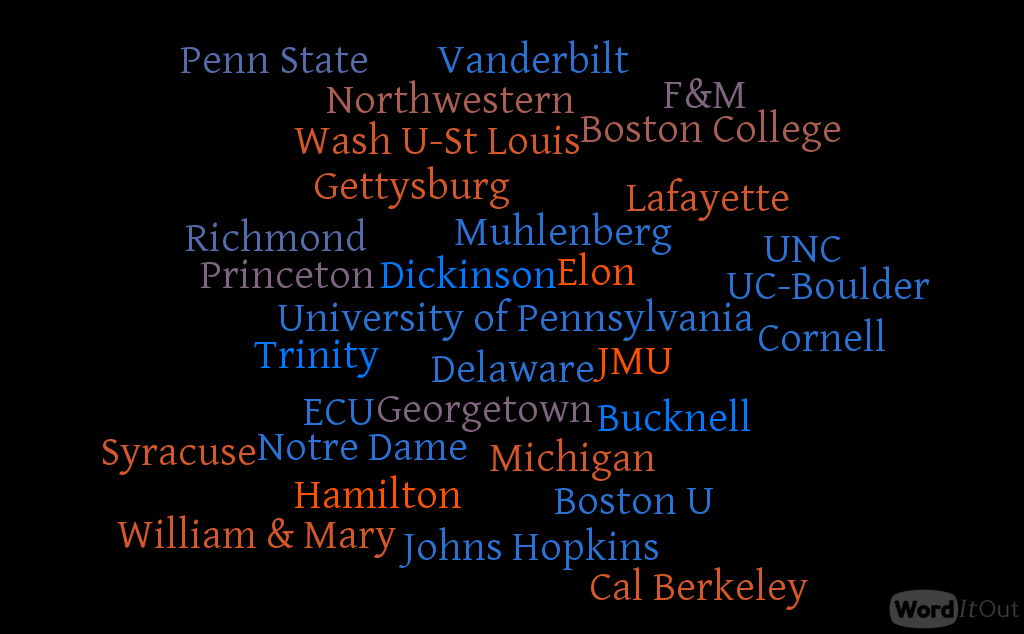 Penn State Vanderbilt
Northwestern F&M
Wash U-St Louis Boston College
Gettysburg Lafayette
Richmond Muhlenberg UNC
Princeton Dickinson Elon UC-Boulder
University of Pennsylvania Cornell
Trinity Delaware JMU
ECU Georgetown Bucknell
Syracuse Notre Dame Michigan
Hamilton Boston U
William & Mary Johns Hopkins
Cal Berkeley
WordItOut